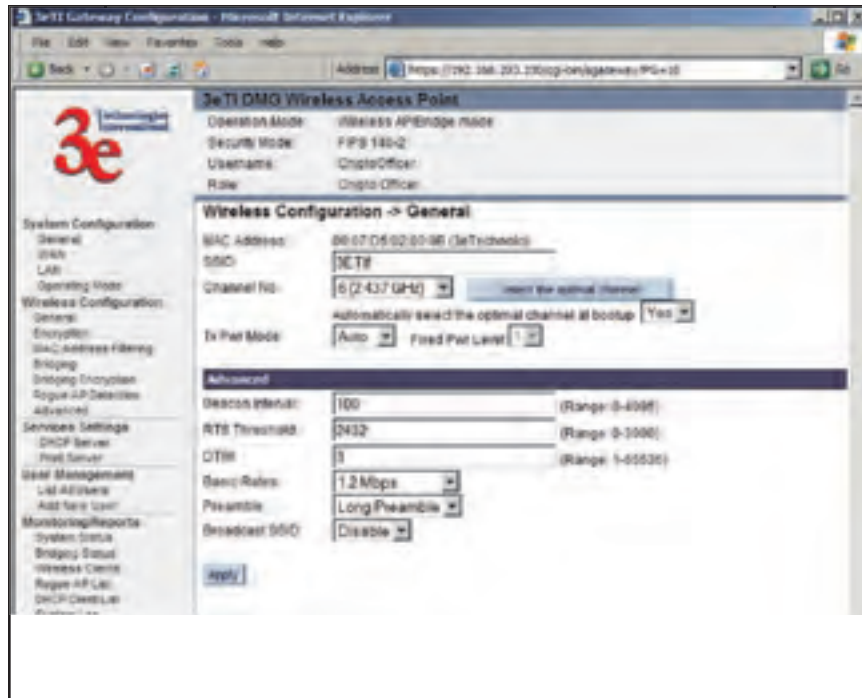 3eTI Gateway Configuration - Microsoft Internet Explorer
File Edit View Favorites Tools Help
Back Address Go
3e Technologies International
3eTI DMG Wireless Access Point
Operation Mode: Wireless AP/Bridge mode
Security Mode: FIPS 140-2
Username: CryptoOfficer
Role: Crypto Officer
System Configuration
General
WAN
LAN
Operating Mode
Wireless Configuration
General
Encryption
MAC Address Filtering
Bridging
Bridging Encryption
Rogue AP Detection
Advanced
Services Settings
DHCP Server
Print Server
User Management
List All Users
Add New User
Monitoring/Reports
System Status
Bridging Status
Wireless Clients
Rogue AP List
DHCP Client List
Wireless Configuration -> General
MAC Address:
SSID:
Channel No: 6 (2.437 GHz) Select the optimal channel
Automatically select the optimal channel at bootup Yes
Tx Pwr Mode: Auto Fixed Pwr Level: 1
Advanced
Beacon Interval: 100 (Range: 0-4095)
RTS Threshold: 2432 (Range: 0-3000)
DTIM: (Range: 1-65535)
Basic Rates: Mbps
Preamble: Long Preamble
Broadcast SSID: Disable
Apply